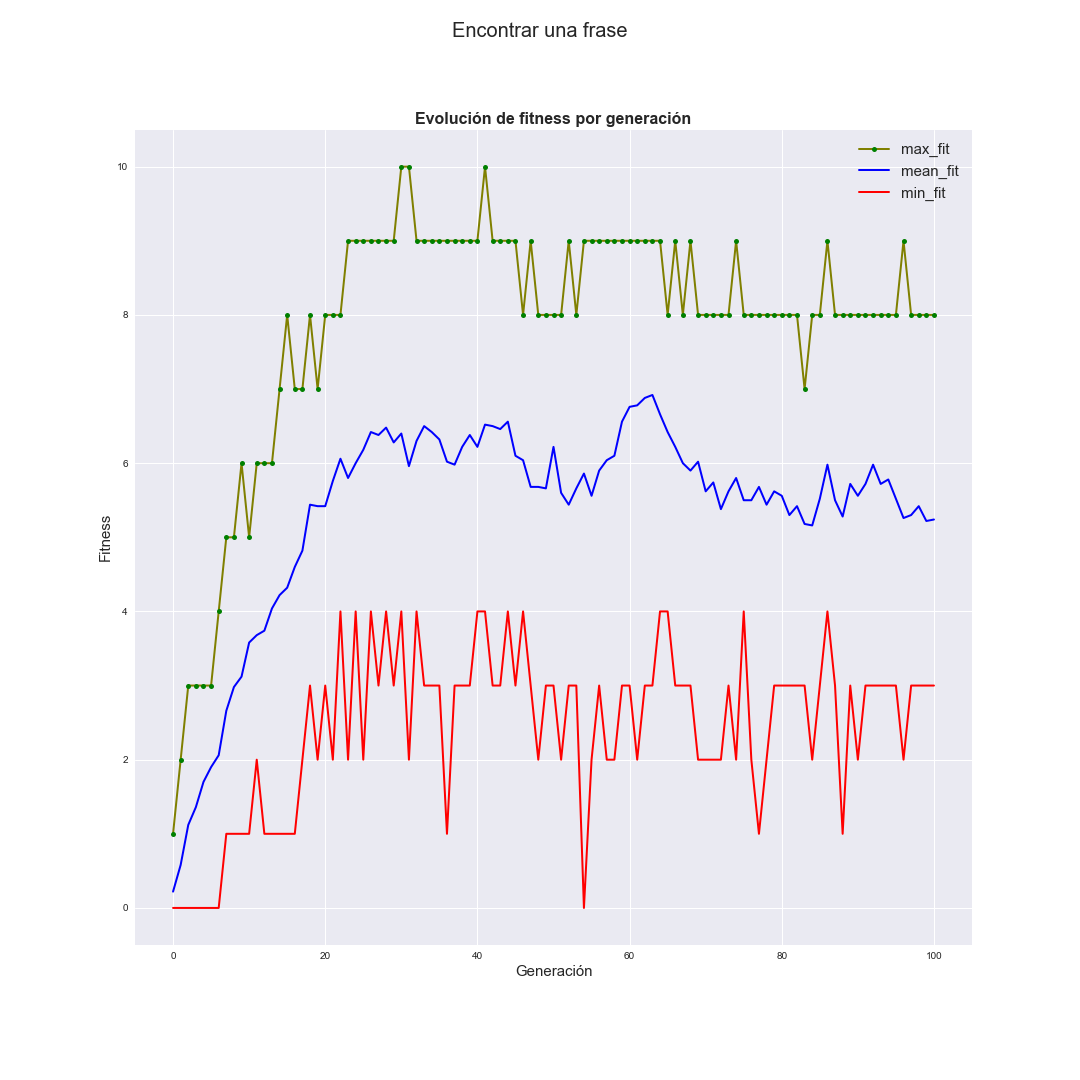 Encontrar una frase
Evolución de fitness por generación
max_fit
mean_fit
min_fit
10
8
6
4
2
0
Fitness
0 20 40 60 80 100
Generación